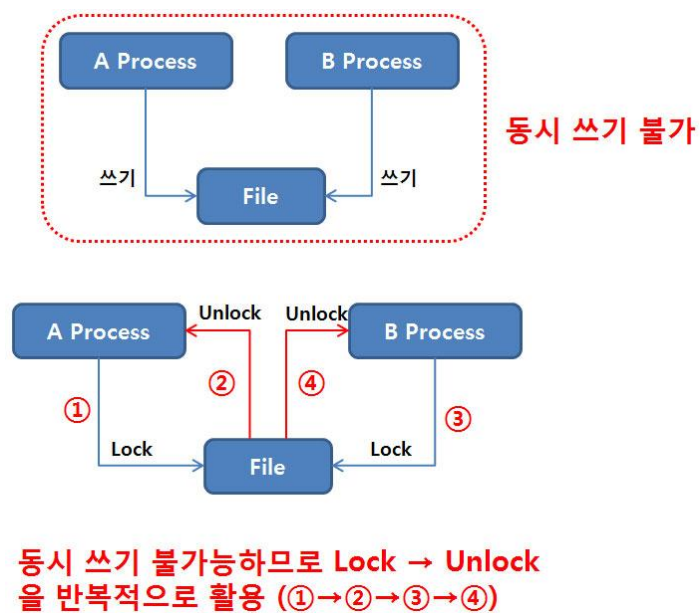 A Process
B Process
동시 쓰기 불가
쓰기
쓰기
File
Unlock
Unlock
A Process
B Process
②
④
①
③
Lock
Lock
File
동시 쓰기 불가능하므로 Lock → Unlock
을 반복적으로 활용 (①→②→③→④)